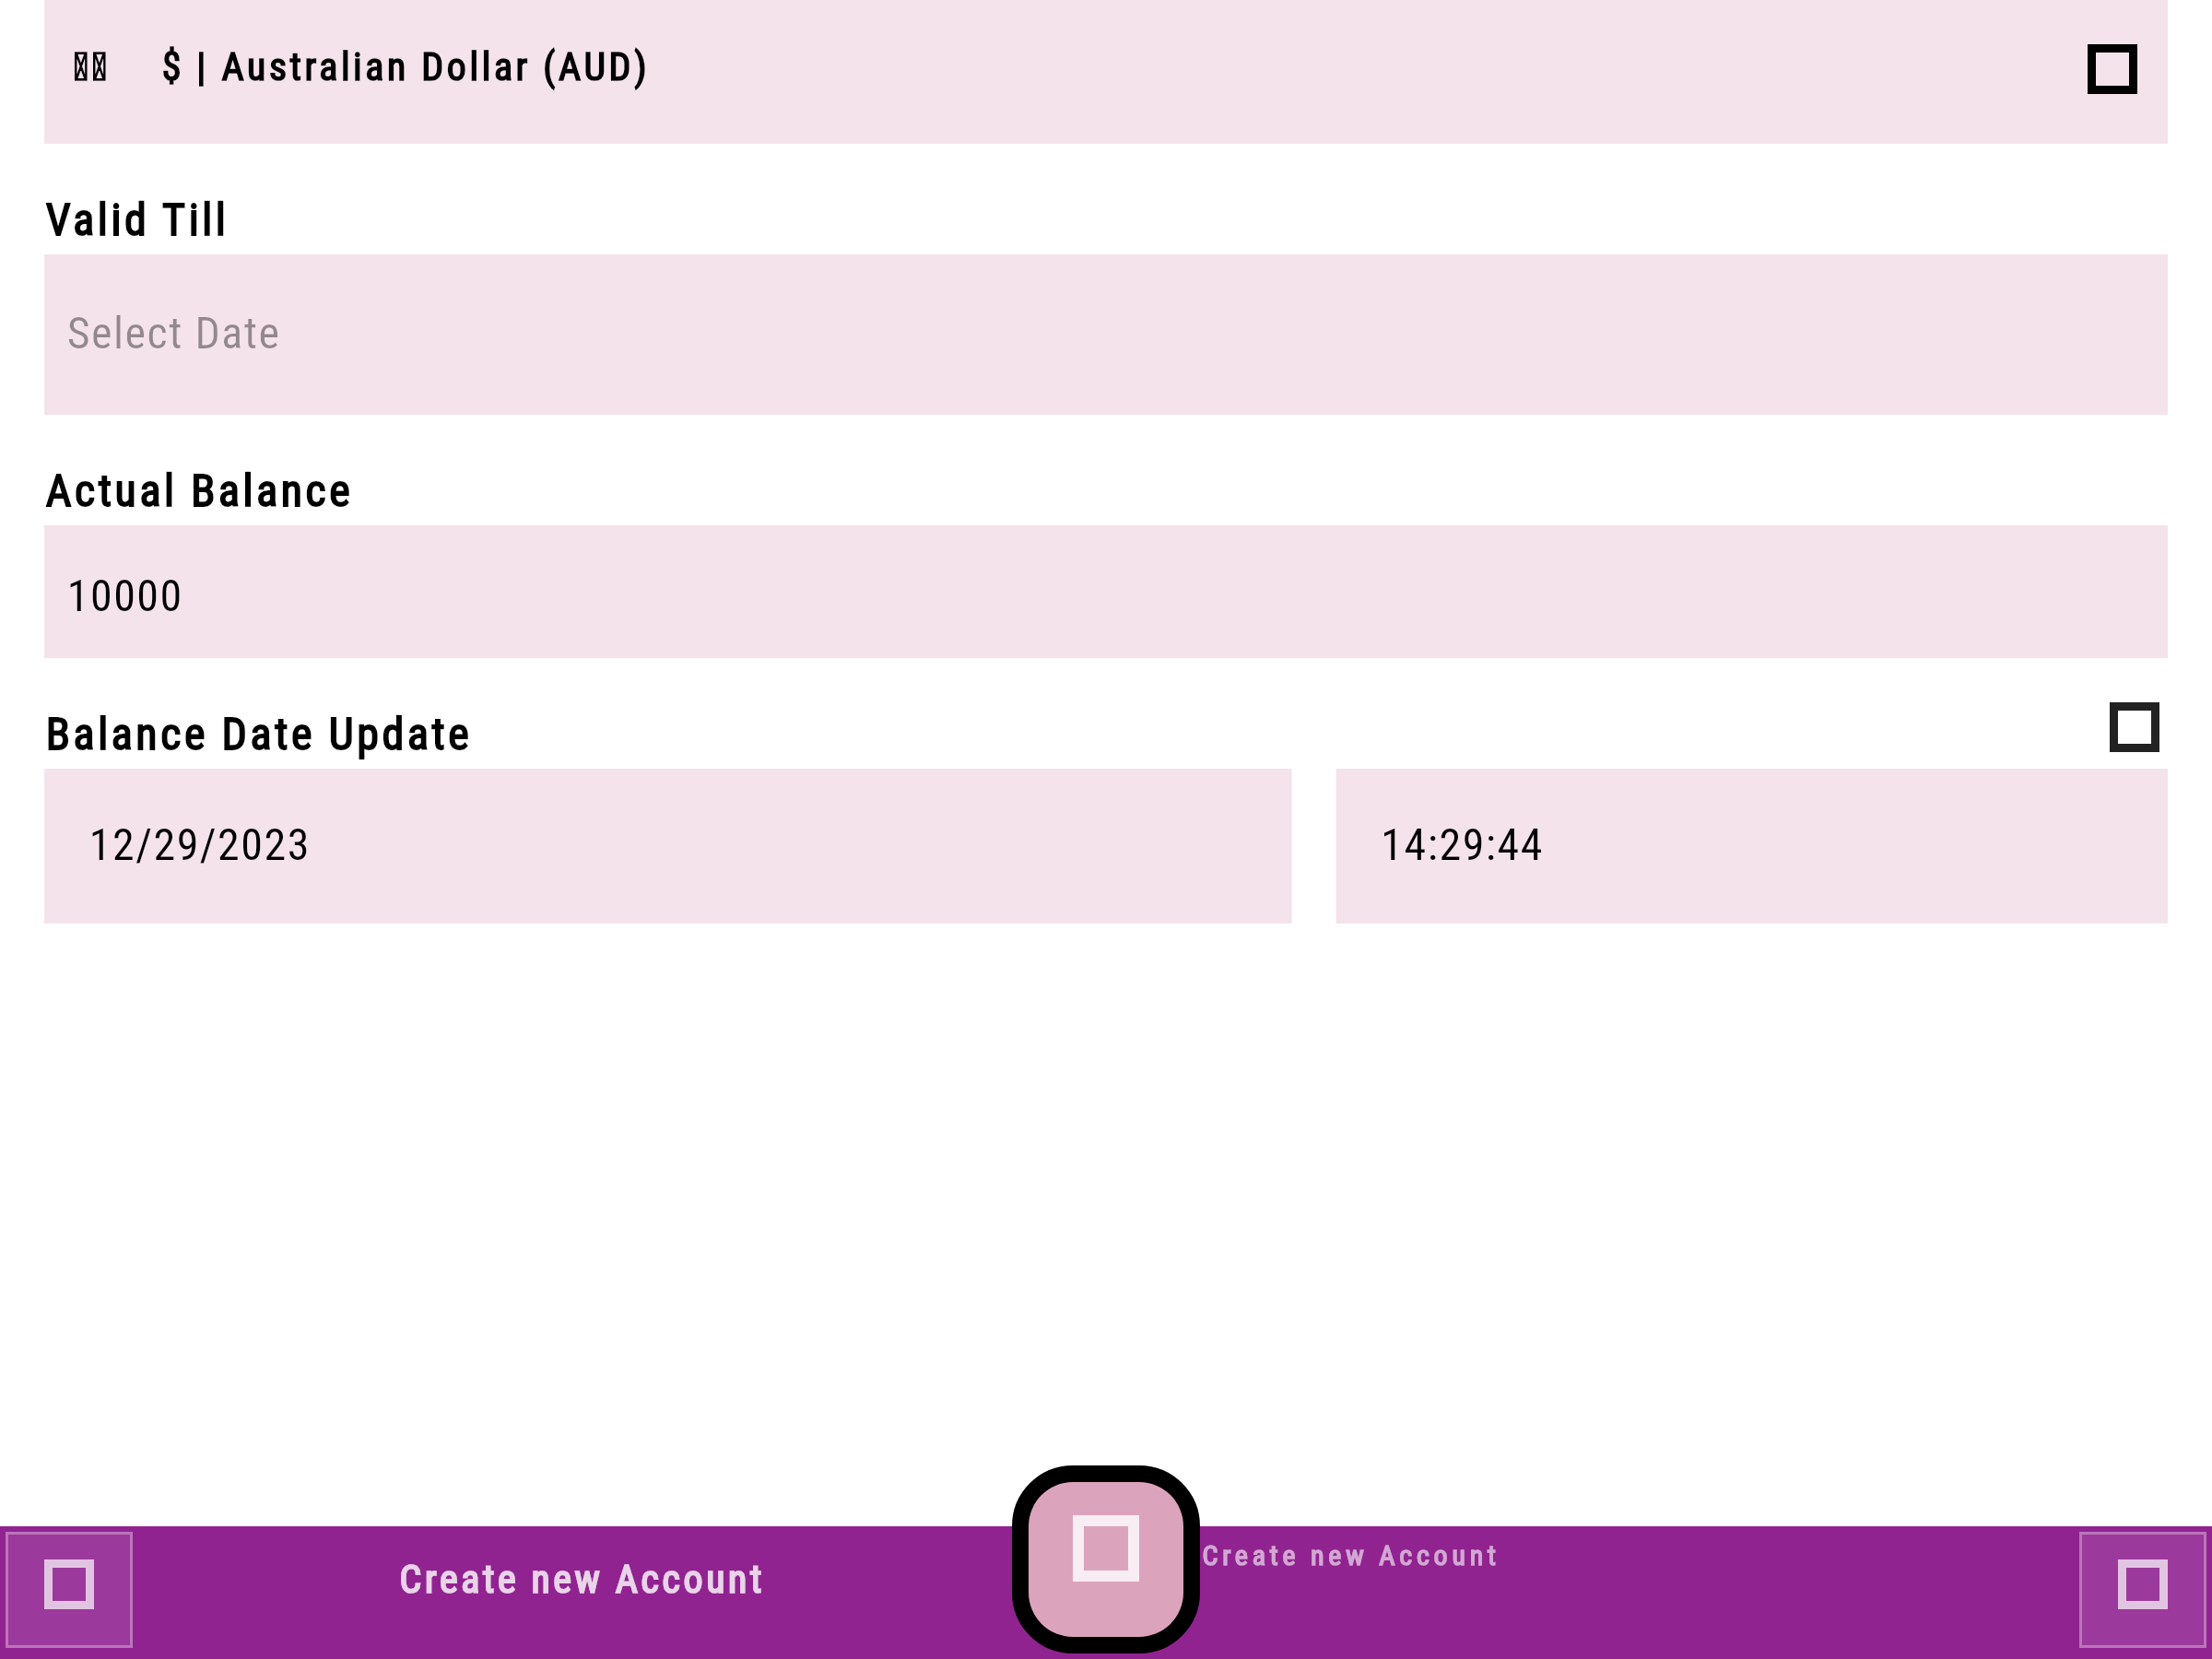 $ | Australian Dollar (AUD)
Valid Till
Select Date
Actual Balance
10000
Balance Date Update
12/29/2023 14:29:44
Create new Account
Create new Account